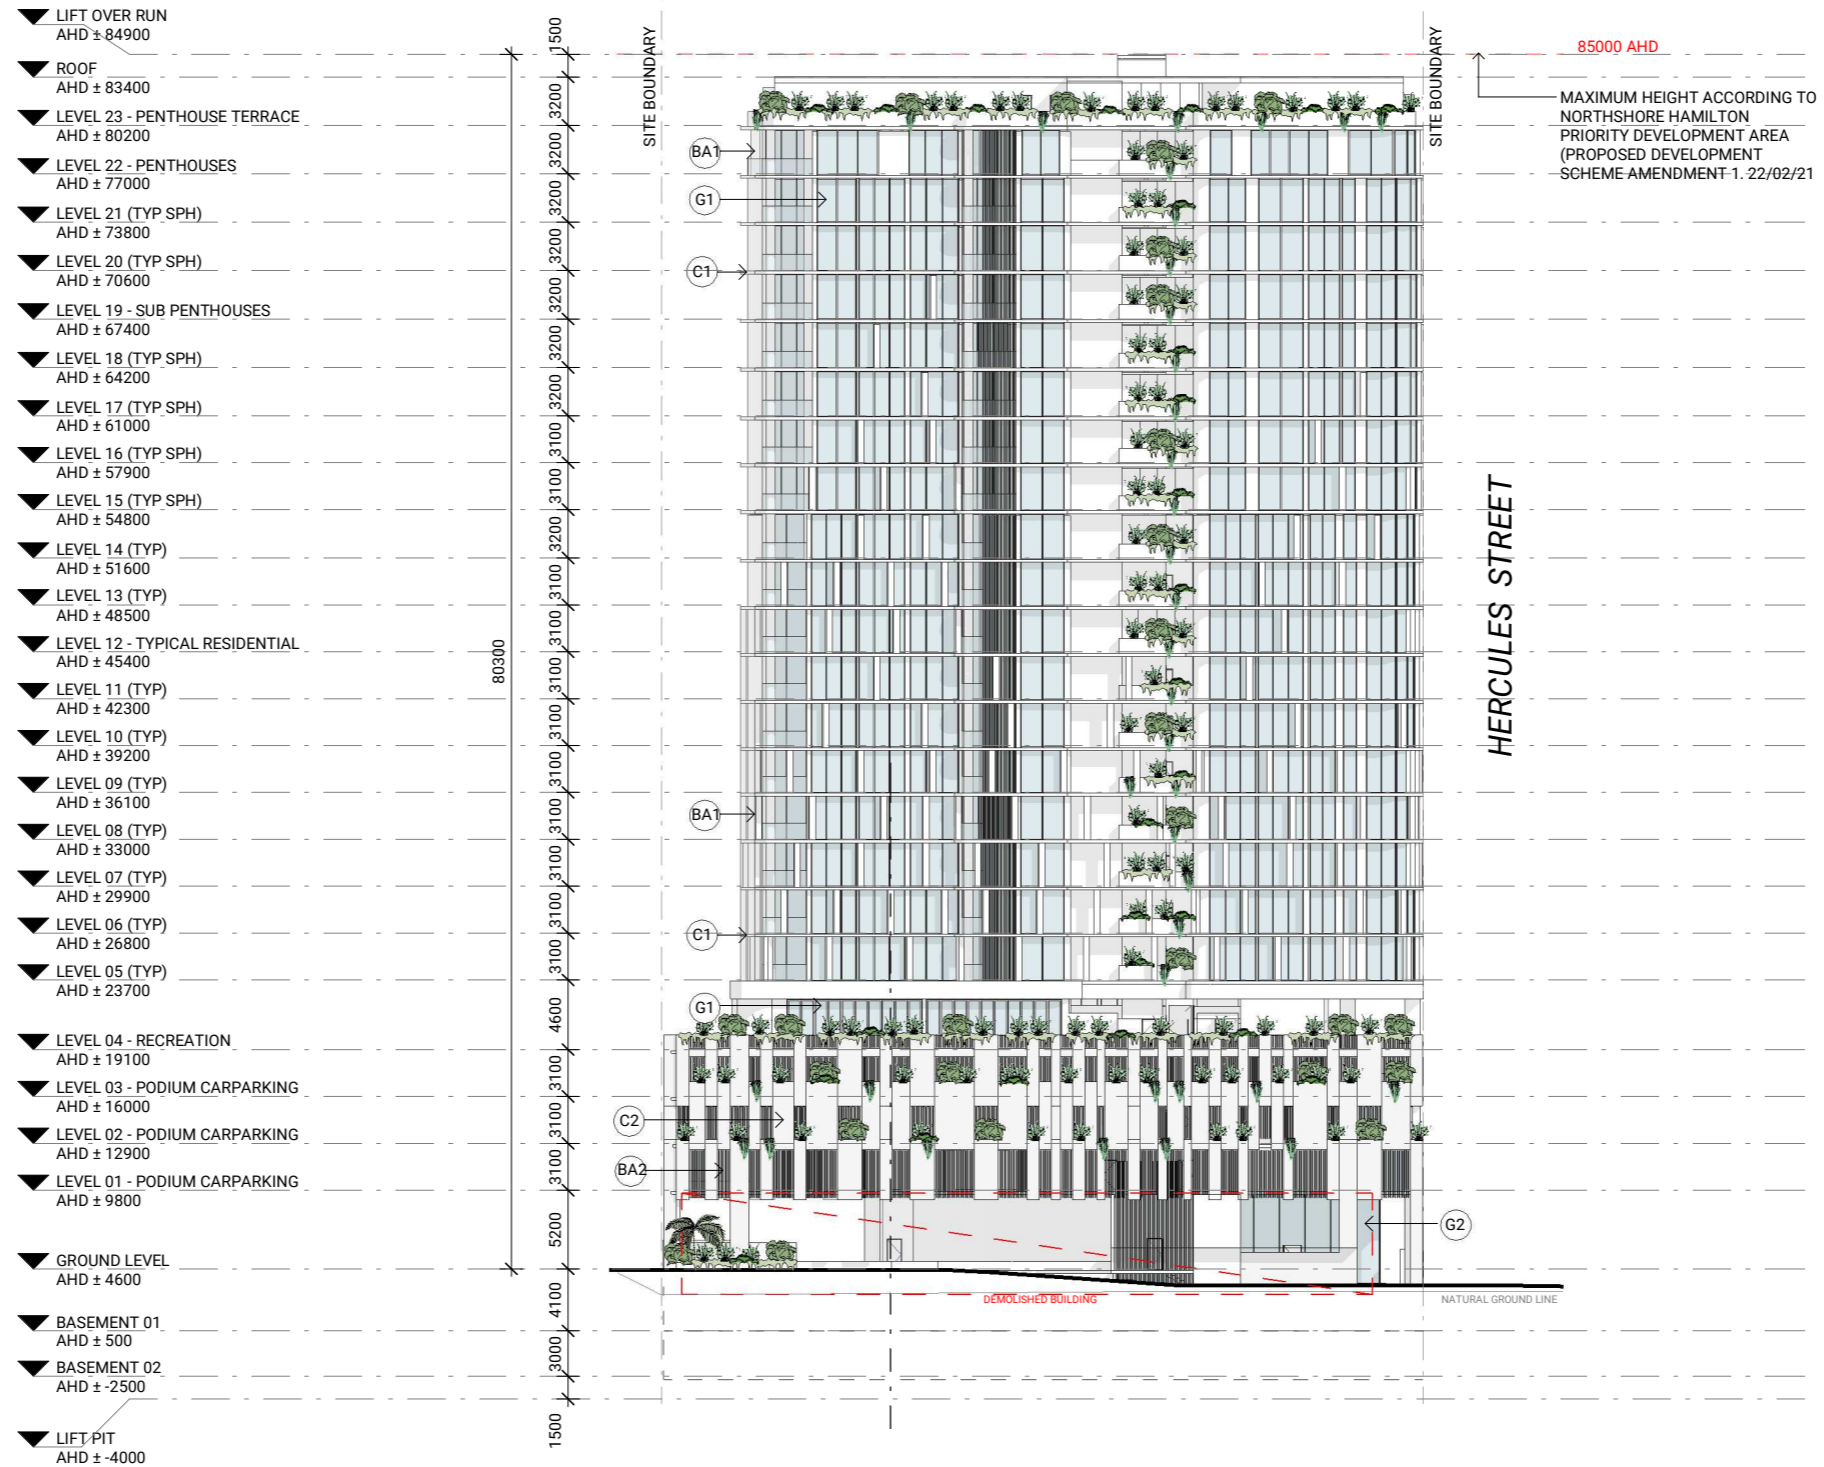 LIFT OVER RUN
AHD ± 84900
ROOF
AHD ± 83400
LEVEL 23 - PENTHOUSE TERRACE
AHD ± 80200
LEVEL 22 - PENTHOUSES
AHD ± 77000
LEVEL 21 (TYP SPH)
AHD ± 73800
LEVEL 20 (TYP SPH)
AHD ± 70600
LEVEL 19 - SUB PENTHOUSES
AHD ± 67400
LEVEL 18 (TYP SPH)
AHD ± 64200
LEVEL 17 (TYP SPH)
AHD ± 61000
LEVEL 16 (TYP SPH)
AHD ± 57900
LEVEL 15 (TYP SPH)
AHD ± 54800
LEVEL 14 (TYP)
AHD ± 51600
LEVEL 13 (TYP)
AHD ± 48500
LEVEL 12 - TYPICAL RESIDENTIAL
AHD ± 45400
LEVEL 11 (TYP)
AHD ± 42300
LEVEL 10 (TYP)
AHD ± 39200
LEVEL 09 (TYP)
AHD ± 36100
LEVEL 08 (TYP)
AHD ± 33000
LEVEL 07 (TYP)
AHD ± 29900
LEVEL 06 (TYP)
AHD ± 26800
LEVEL 05 (TYP)
AHD ± 23700
LEVEL 04 - RECREATION
AHD ± 19100
LEVEL 03 - PODIUM CARPARKING
AHD ± 16000
LEVEL 02 - PODIUM CARPARKING
AHD ± 12900
LEVEL 01 - PODIUM CARPARKING
AHD ± 9800
GROUND LEVEL
AHD ± 4600
BASEMENT 01
AHD ± 500
BASEMENT 02
AHD ± -2500
LIFT PIT
AHD ± -4000
80300
1500
3200
3200
3200
3200
3200
3200
3200
3200
3100
3100
3200
3100
3100
3100
3100
3100
3100
3100
3100
3100
4600
3100
3100
3100
5200
4100
3000
1500
SITE BOUNDARY
BA1
G1
C1
BA1
C1
G1
C2
BA2
G2
DEMOLISHED BUILDING
NATURAL GROUND LINE
SITE BOUNDARY
HERCULES STREET
85000 AHD
MAXIMUM HEIGHT ACCORDING TO
NORTHSHORE HAMILTON
PRIORITY DEVELOPMENT AREA
(PROPOSED DEVELOPMENT
SCHEME AMENDMENT 1. 22/02/21